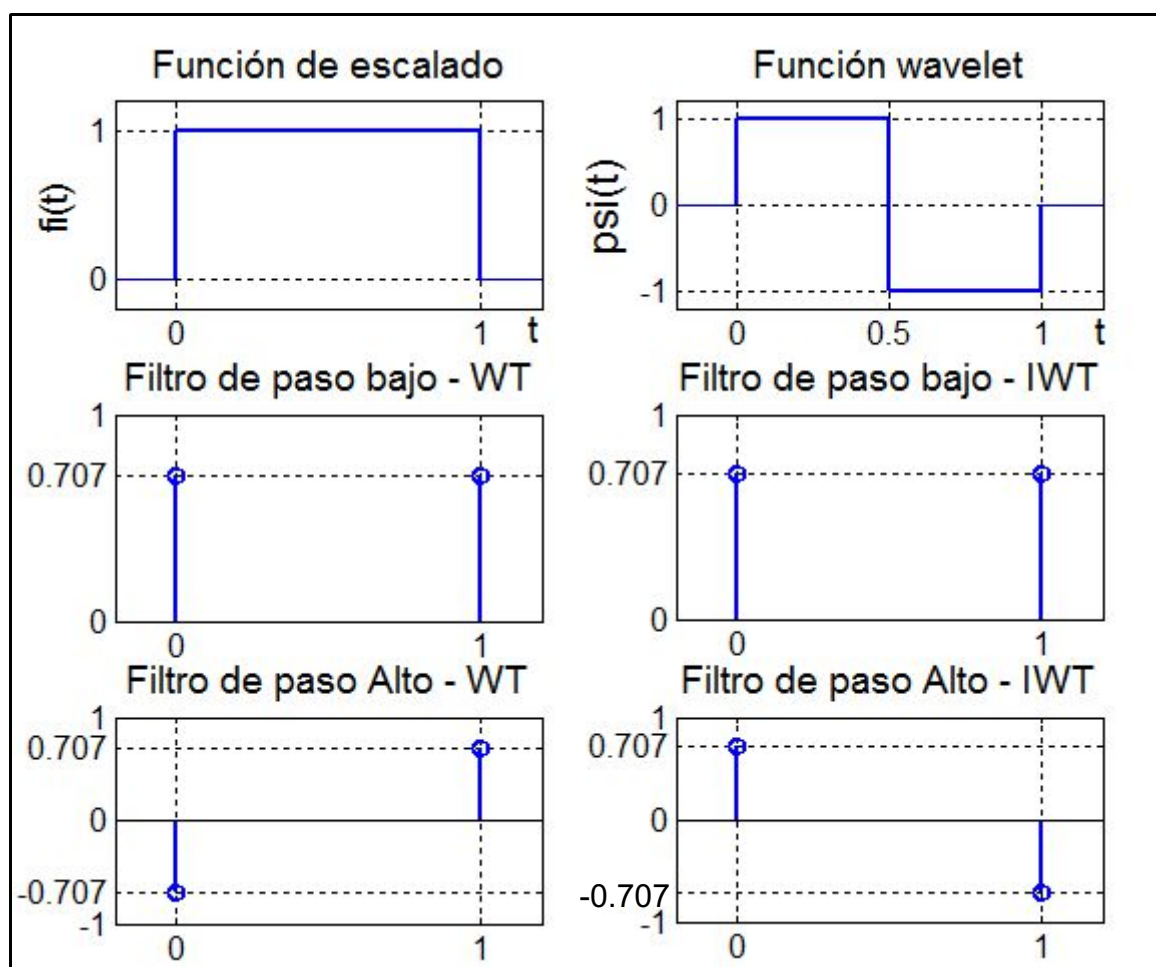 Función de escalado
1
fi(t)
0
0 1 t
Función wavelet
1
psi(t)
0
-1
0 0.5 1 t
Filtro de paso bajo - WT
1
0.707
0
0 1
Filtro de paso bajo - IWT
1
0.707
0
0 1
Filtro de paso Alto - WT
1
0.707
0
-0.707
-1
0 1
Filtro de paso Alto - IWT
1
0.707
0
-0.707
-1
0 1